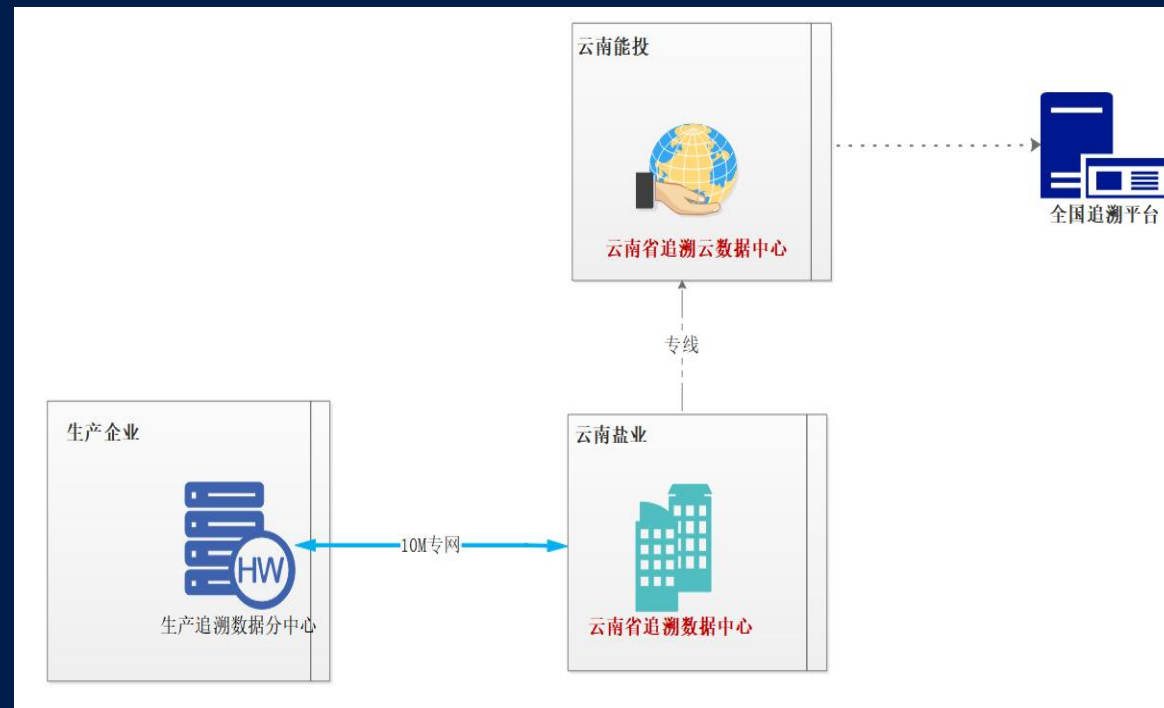 云南能投
云南省追溯云数据中心
全国追溯平台
专线
生产企业
HW
生产追溯数据分中心
10M专网
云南盐业
云南省追溯数据中心